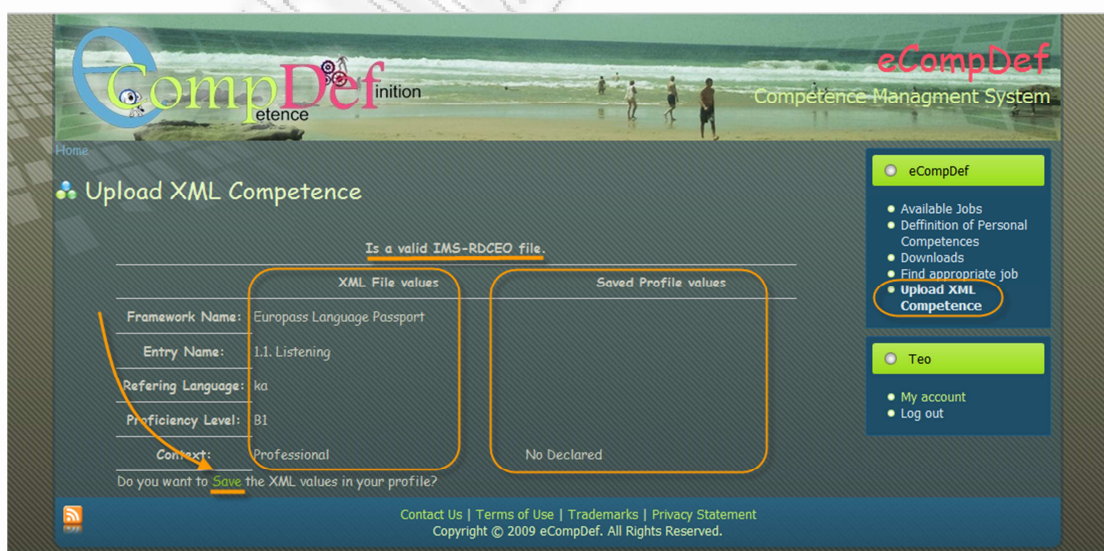 eCompDefinition
etence
eCompDef
Competence Managment System
Home
Upload XML Competence
Is a valid IMS-RDCEO file.
XML File values Saved Profile values
Framework Name: Europass Language Passport
Entry Name: 1.1. Listening
Refering Language: ka
Proficiency Level: B1
Context: Professional No Declared
Do you want to Save the XML values in your profile?
eCompDef
Available Jobs
Deffinition of Personal
Competences
Downloads
Find appropriate job
Upload XML
Competence
Teo
My account
Log out
Contact Us | Terms of Use | Trademarks | Privacy Statement
Copyright © 2009 eCompDef. All Rights Reserved.